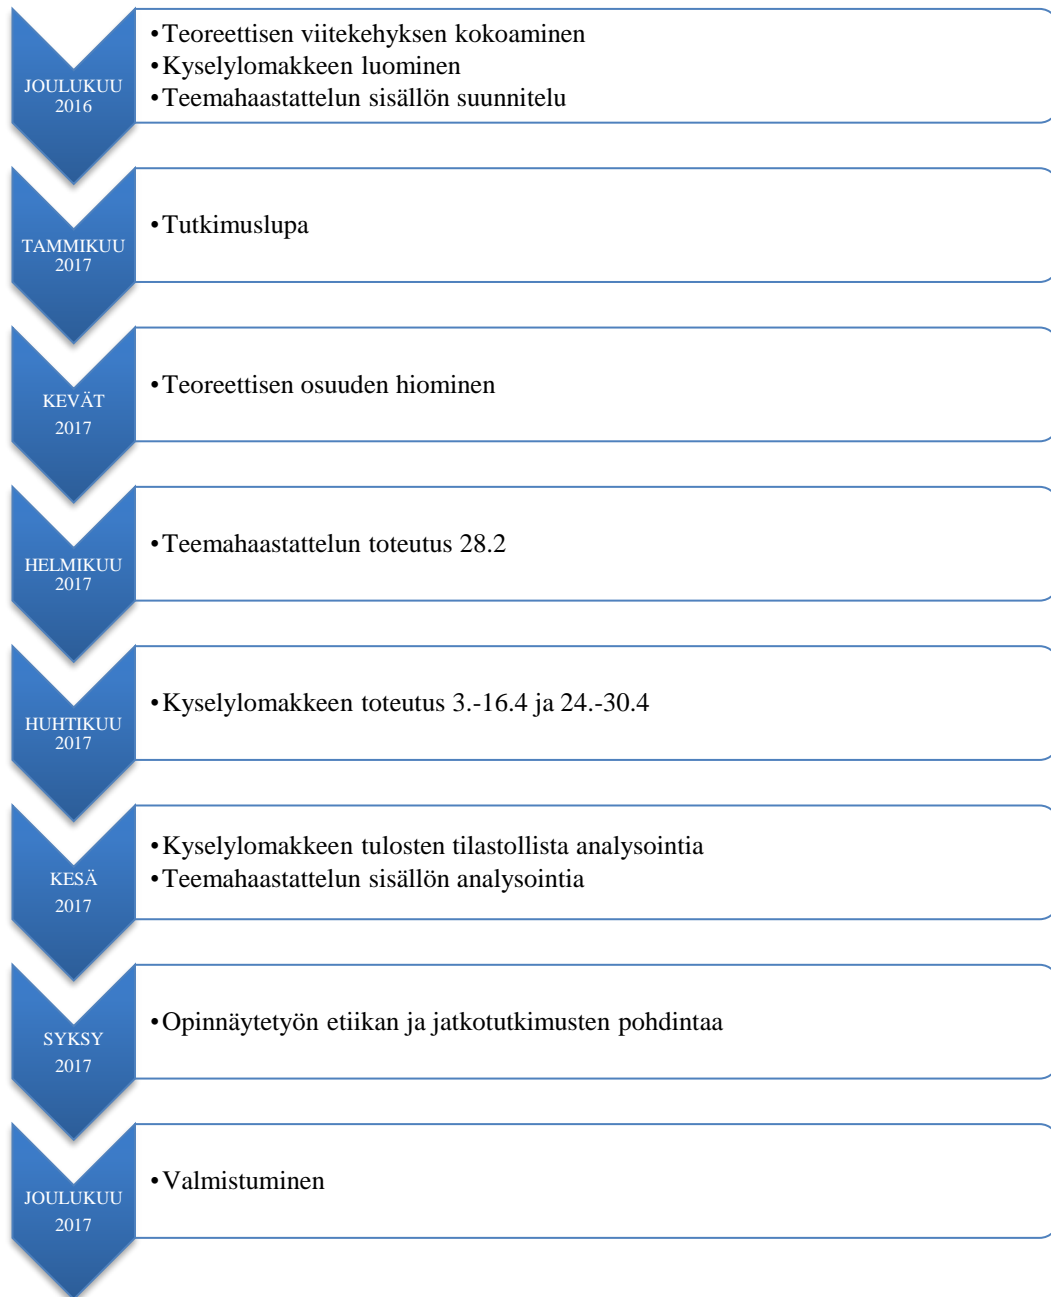 JOULUKUU
2016
•Teoreettisen viitekehyksen kokoaminen
•Kyselylomakkeen luominen
•Teemahaastattelun sisällön suunnitelu
TAMMIKUU
2017
•Tutkimuslupa
KEVÄT
2017
•Teoreettisen osuuden hiominen
HELMIKUU
2017
•Teemahaastattelun toteutus 28.2
HUHTIKUU
2017
•Kyselylomakkeen toteutus 3.-16.4 ja 24.-30.4
KESÄ
2017
•Kyselylomakkeen tulosten tilastollista analysointia
•Teemahaastattelun sisällön analysointia
SYKSY
2017
•Opinnäytetyön etiikan ja jatkotutkimusten pohdintaa
JOULUKUU
2017
•Valmistuminen